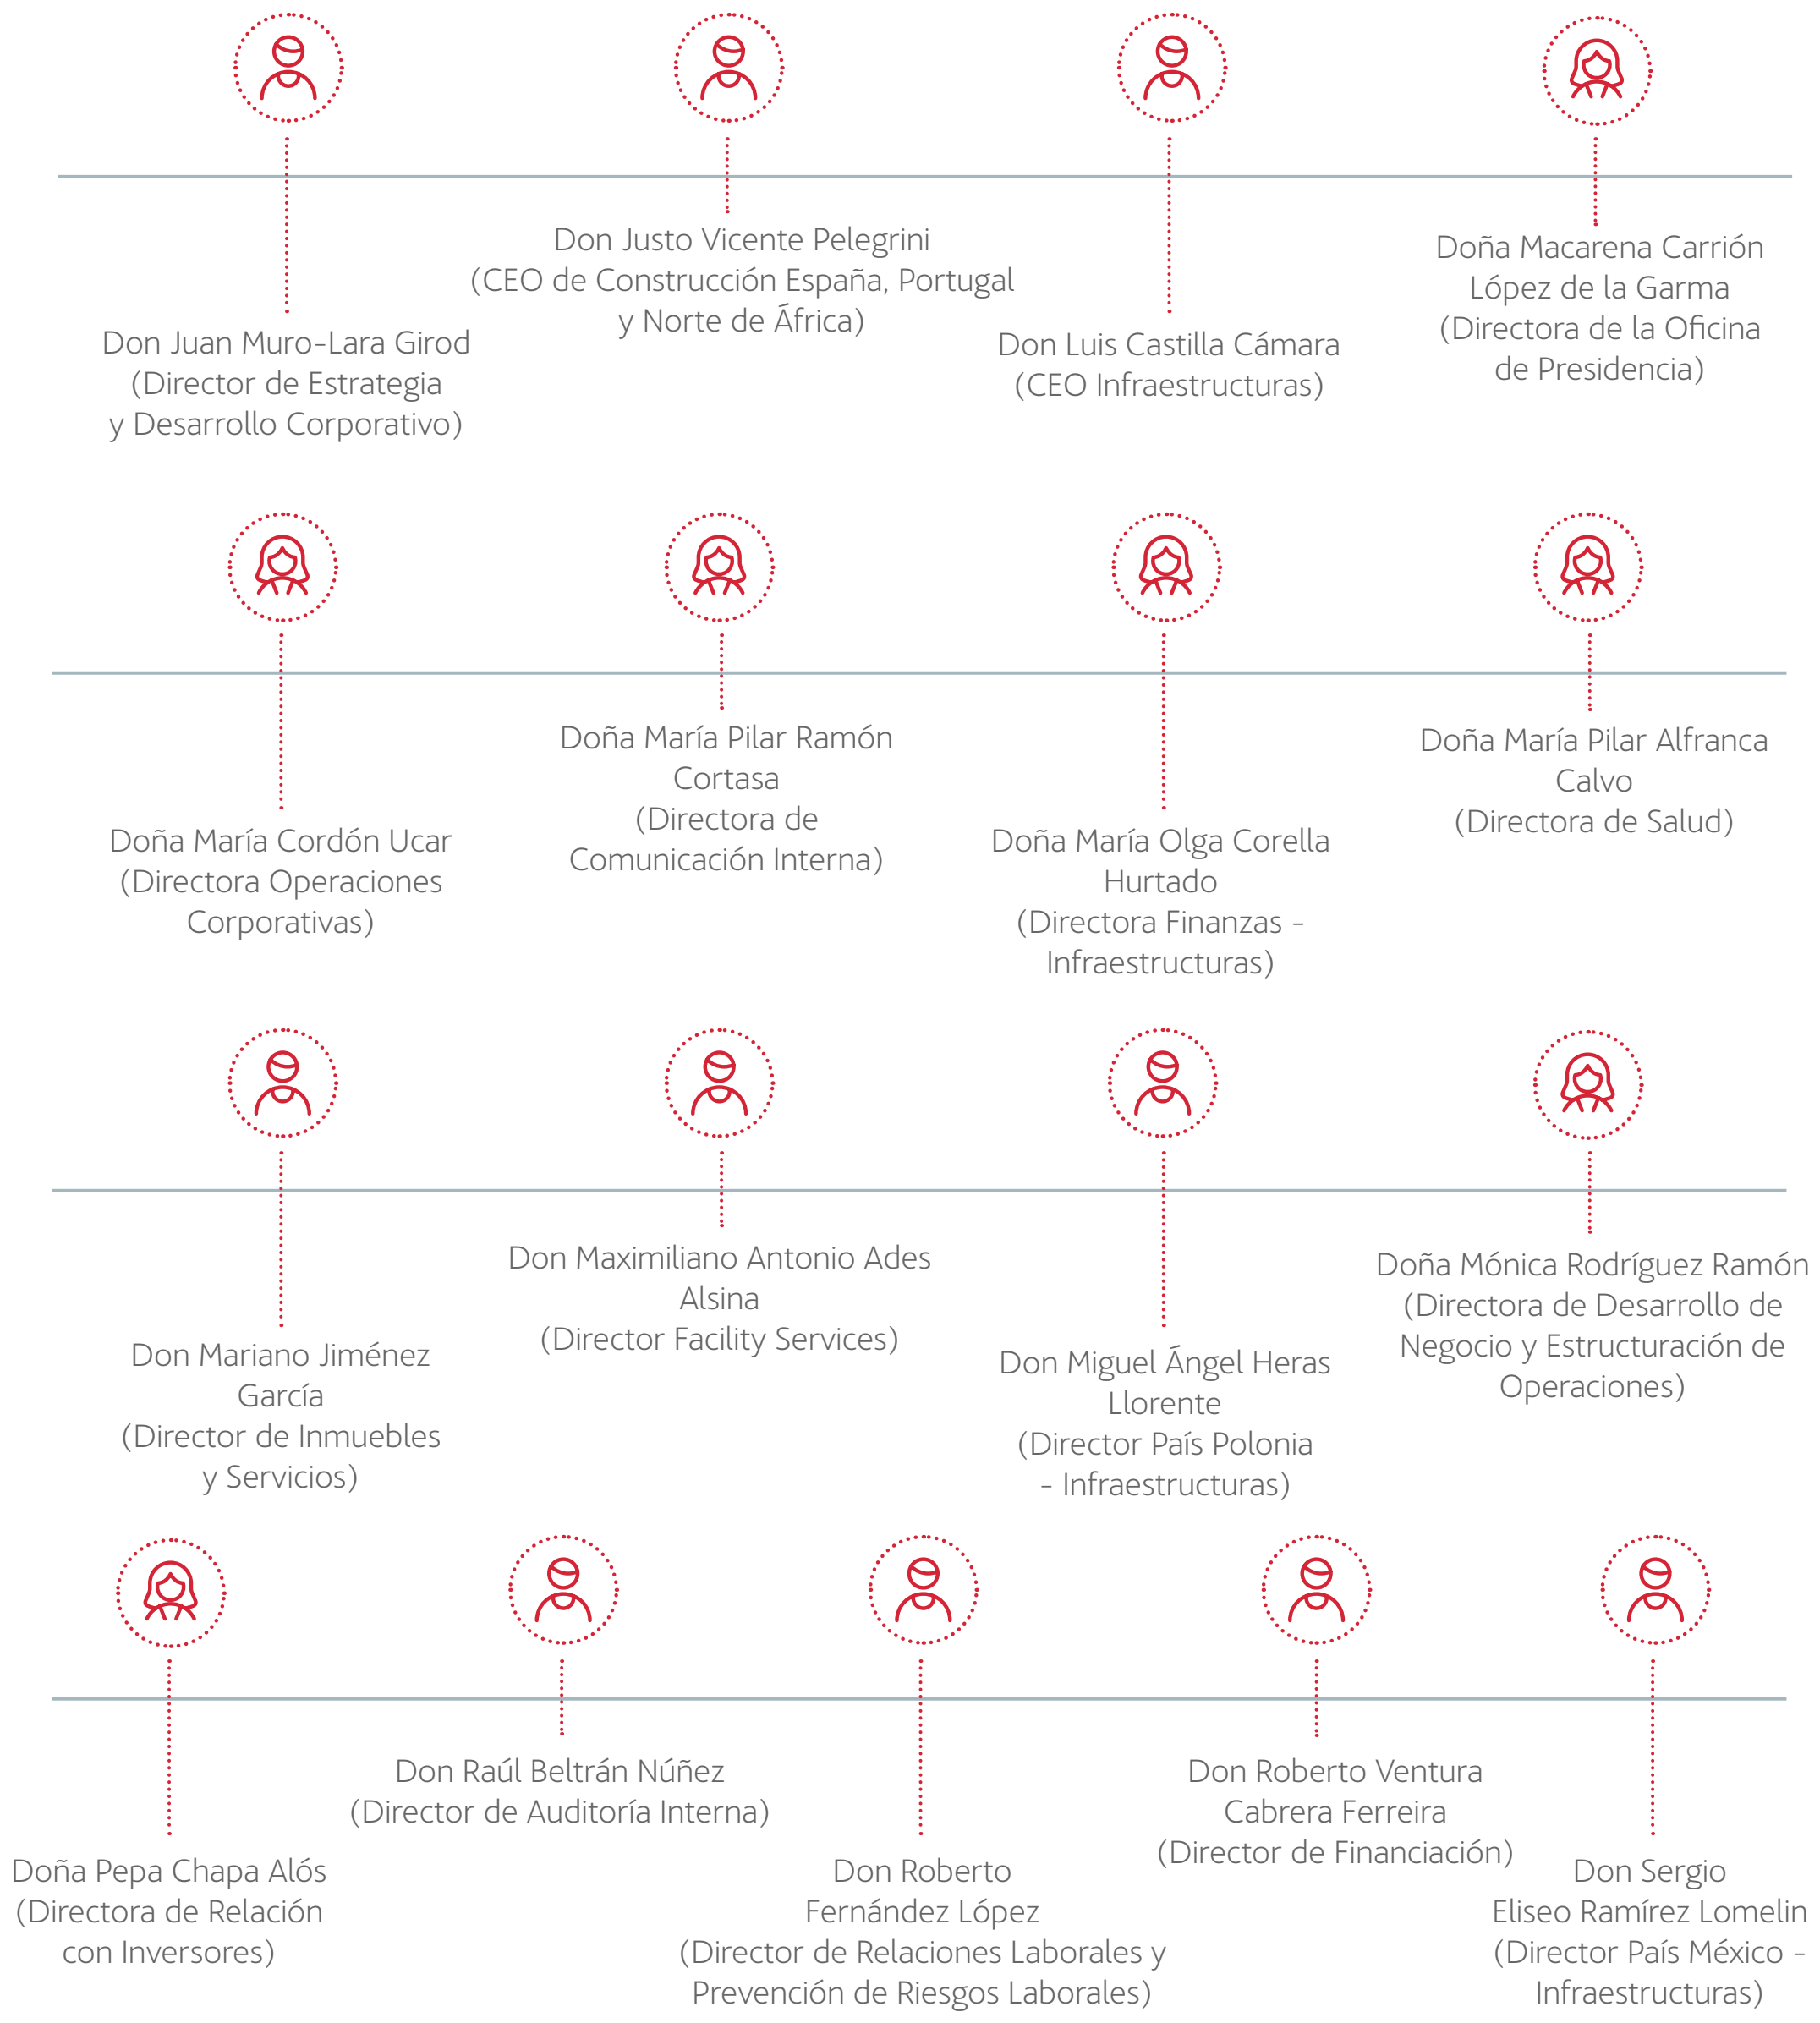 Don Juan Muro-Lara Girod
(Director de Estrategia
y Desarrollo Corporativo)
Don Justo Vicente Pelegrini
(CEO de Construcción España, Portugal
y Norte de África)
Don Luis Castilla Cámara
(CEO Infraestructuras)
Doña Macarena Carrión
López de la Garma
(Directora de la Oficina
de Presidencia)
Doña María Cordón Ucar
(Directora Operaciones
Corporativas)
Doña María Pilar Ramón
Cortasa
(Directora de
Comunicación Interna)
Doña María Olga Corella
Hurtado
(Directora Finanzas -
Infraestructuras)
Doña María Pilar Alfranca
Calvo
(Directora de Salud)
Don Mariano Jiménez
García
(Director de Inmuebles
y Servicios)
Don Maximiliano Antonio Ades
Alsina
(Director Facility Services)
Don Miguel Ángel Heras
Llorente
(Director País Polonia
- Infraestructuras)
Doña Mónica Rodríguez Ramón
(Directora de Desarrollo de
Negocio y Estructuración de
Operaciones)
Doña Pepa Chapa Alós
(Directora de Relación
con Inversores)
Don Raúl Beltrán Núñez
(Director de Auditoría Interna)
Don Roberto
Fernández López
(Director de Relaciones Laborales y
Prevención de Riesgos Laborales)
Don Roberto Ventura
Cabrera Ferreira
(Director de Financiación)
Don Sergio
Eliseo Ramírez Lomelin
(Director País México -
Infraestructuras)